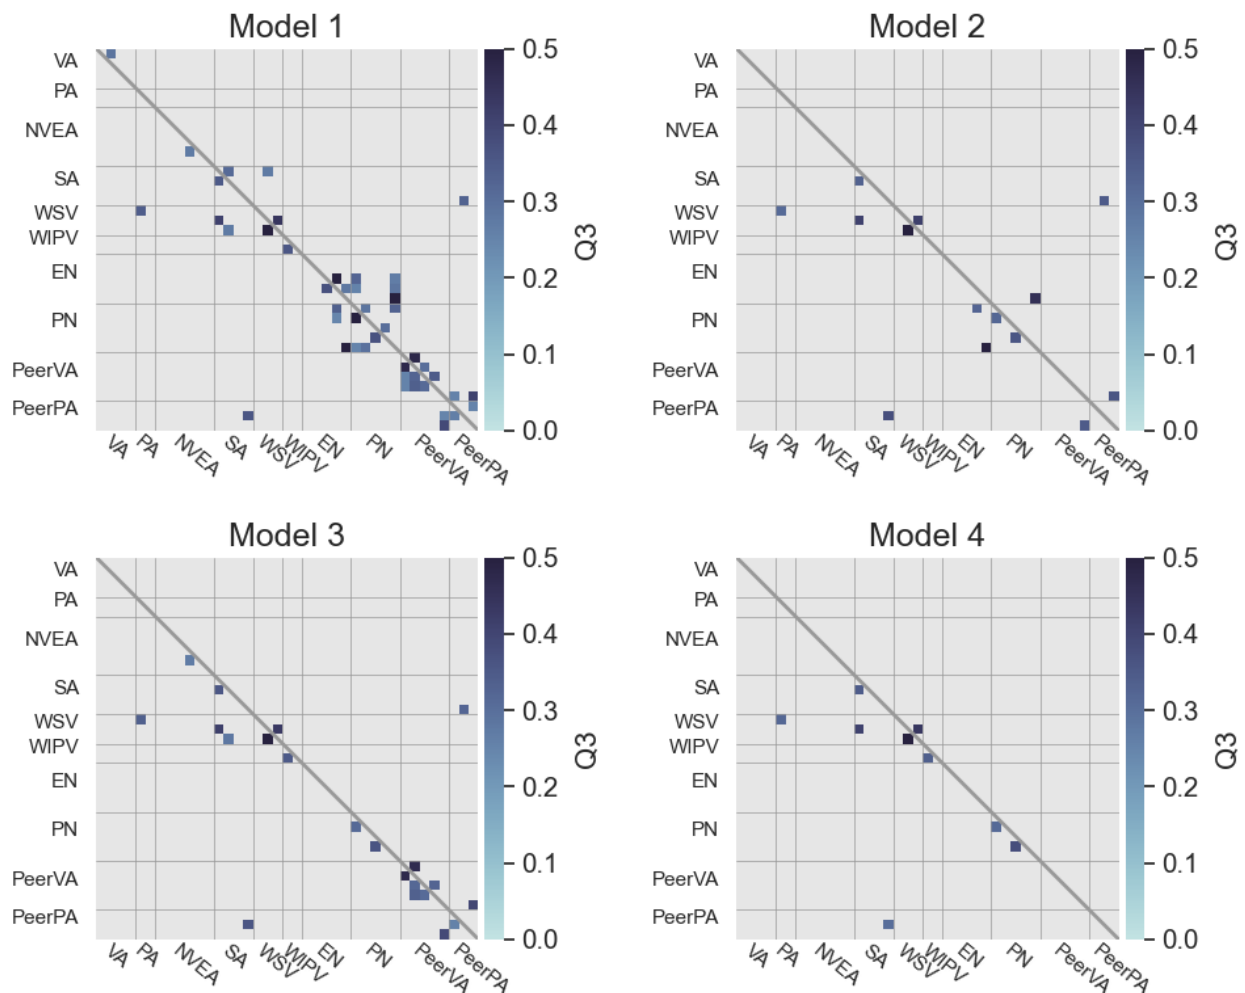 Model 1
VA
PA
NVEA
SA
WSV
WIPV
EN
PN
PeerVA
PeerPA
VA PA NVEA SA WSV WIPV EN PN PeerVA PeerPA
0.5
0.4
0.3
0.2
0.1
0.0
Q3
Model 2
VA
PA
NVEA
SA
WSV
WIPV
EN
PN
PeerVA
PeerPA
VA PA NVEA SA WSV WIPV EN PN PeerVA PeerPA
0.5
0.4
0.3
0.2
0.1
0.0
Q3
Model 3
VA
PA
NVEA
SA
WSV
WIPV
EN
PN
PeerVA
PeerPA
VA PA NVEA SA WSV WIPV EN PN PeerVA PeerPA
0.5
0.4
0.3
0.2
0.1
0.0
Q3
Model 4
VA
PA
NVEA
SA
WSV
WIPV
EN
PN
PeerVA
PeerPA
VA PA NVEA SA WSV WIPV EN PN PeerVA PeerPA
0.5
0.4
0.3
0.2
0.1
0.0
Q3